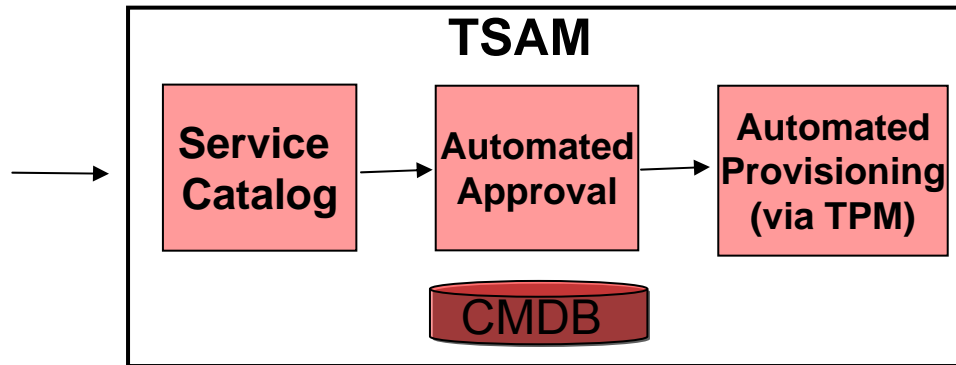 TSAM
Service
Catalog
Automated
Approval
Automated
Provisioning
(via TPM)
CMDB